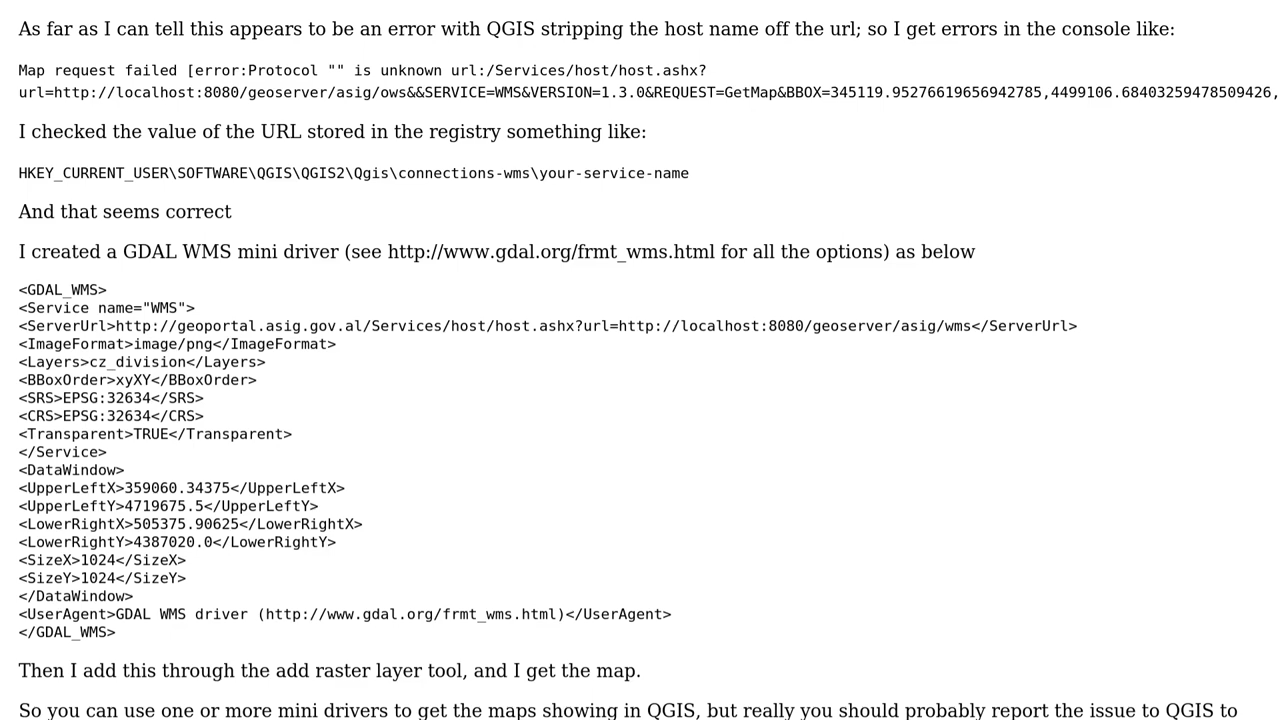 As far as I can tell this appears to be an error with QGIS stripping the host name off the url; so I get errors in the console like:
Map request failed [error:Protocol "" is unknown url:/Services/host/host.ashx?
url=http://localhost:8080/geoserver/asig/ows&&SERVICE=WMS&VERSION=1.3.0&REQUEST=GetMap&BBOX=345119.95276619656942785,4499106.68403259478509426,
I checked the value of the URL stored in the registry something like:
HKEY_CURRENT_USER\SOFTWARE\QGIS\QGIS2\Qgis\connections-wms\your-service-name
And that seems correct
I created a GDAL WMS mini driver (see http://www.gdal.org/frmt_wms.html for all the options) as below
<GDAL_WMS>
<Service name="WMS">
<ServerUrl>http://geoportal.asig.gov.al/Services/host/host.ashx?url=http://localhost:8080/geoserver/asig/wms</ServerUrl>
<ImageFormat>image/png</ImageFormat>
<Layers>cz_division</Layers>
<BBoxOrder>xyXY</BBoxOrder>
<SRS>EPSG:32634</SRS>
<CRS>EPSG:32634</CRS>
<Transparent>TRUE</Transparent>
</Service>
<DataWindow>
<UpperLeftX>359060.34375</UpperLeftX>
<UpperLeftY>4719675.5</UpperLeftY>
<LowerRightX>505375.90625</LowerRightX>
<LowerRightY>4387020.0</LowerRightY>
<SizeX>1024</SizeX>
<SizeY>1024</SizeY>
</DataWindow>
<UserAgent>GDAL WMS driver (http://www.gdal.org/frmt_wms.html)</UserAgent>
</GDAL_WMS>
Then I add this through the add raster layer tool, and I get the map.
So you can use one or more mini drivers to get the maps showing in QGIS, but really you should probably report the issue to QGIS to